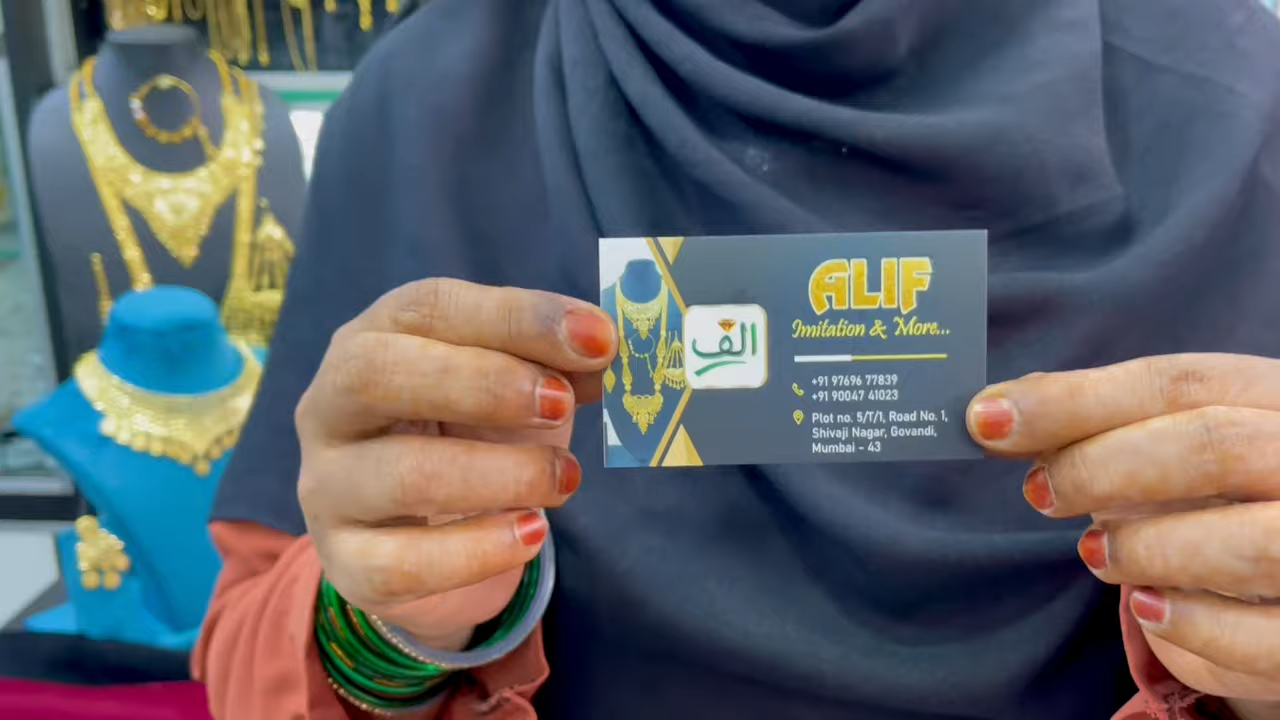 الف
ALIF
Imitation & More...
+91 97696 77839
+91 90047 41023
Plot no. 5/T/1, Road No. 1,
Shivaji Nagar, Govandi,
Mumbai - 43